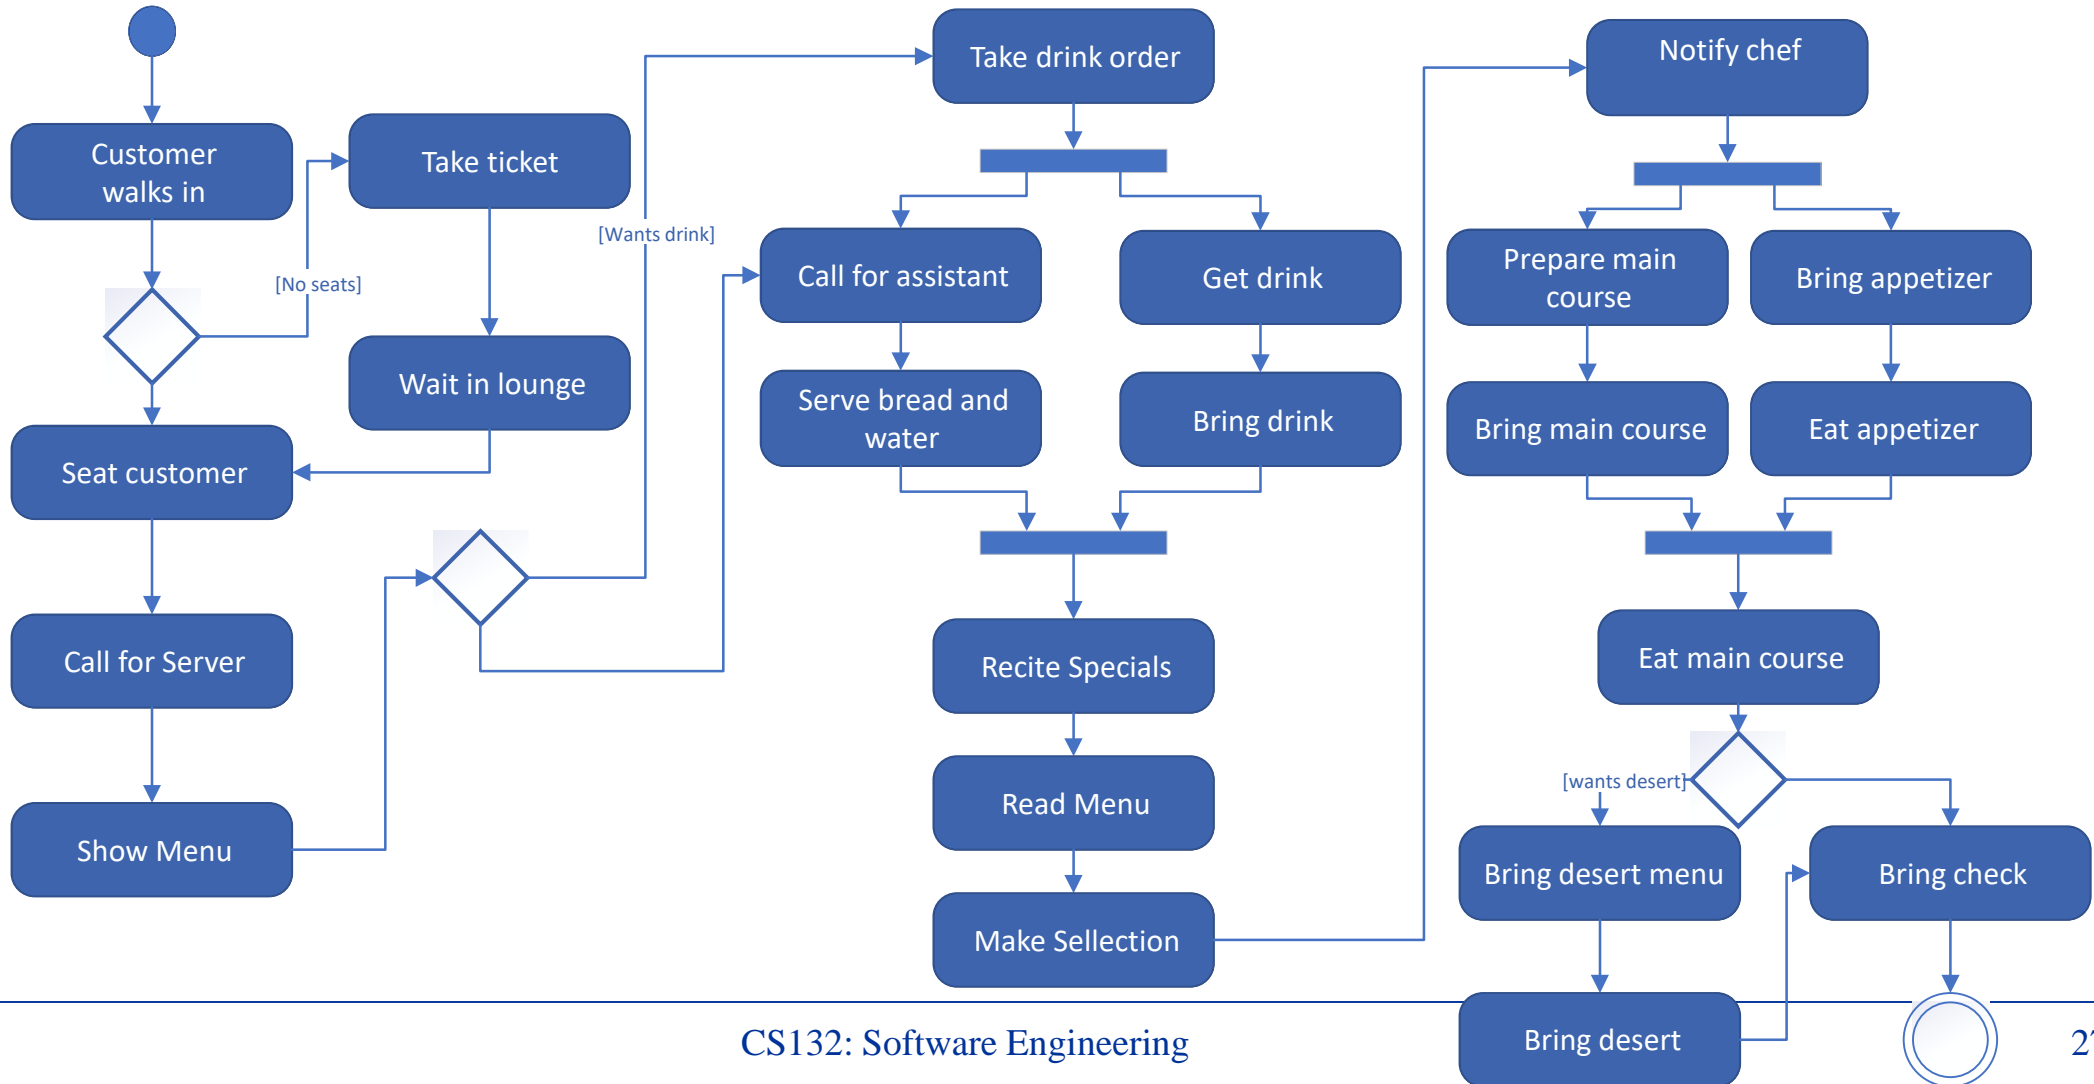 Customer
walks in
[No seats]
Seat customer
Call for Server
Show Menu
Take ticket
Wait in lounge
[Wants drink]
Take drink order
Call for assistant
Get drink
Serve bread and
water
Bring drink
Recite Specials
Read Menu
Make Sellection
Notify chef
Prepare main
course
Bring appetizer
Bring main course
Eat appetizer
Eat main course
[wants desert]
Bring desert menu
Bring check
Bring desert
CS132: Software Engineering